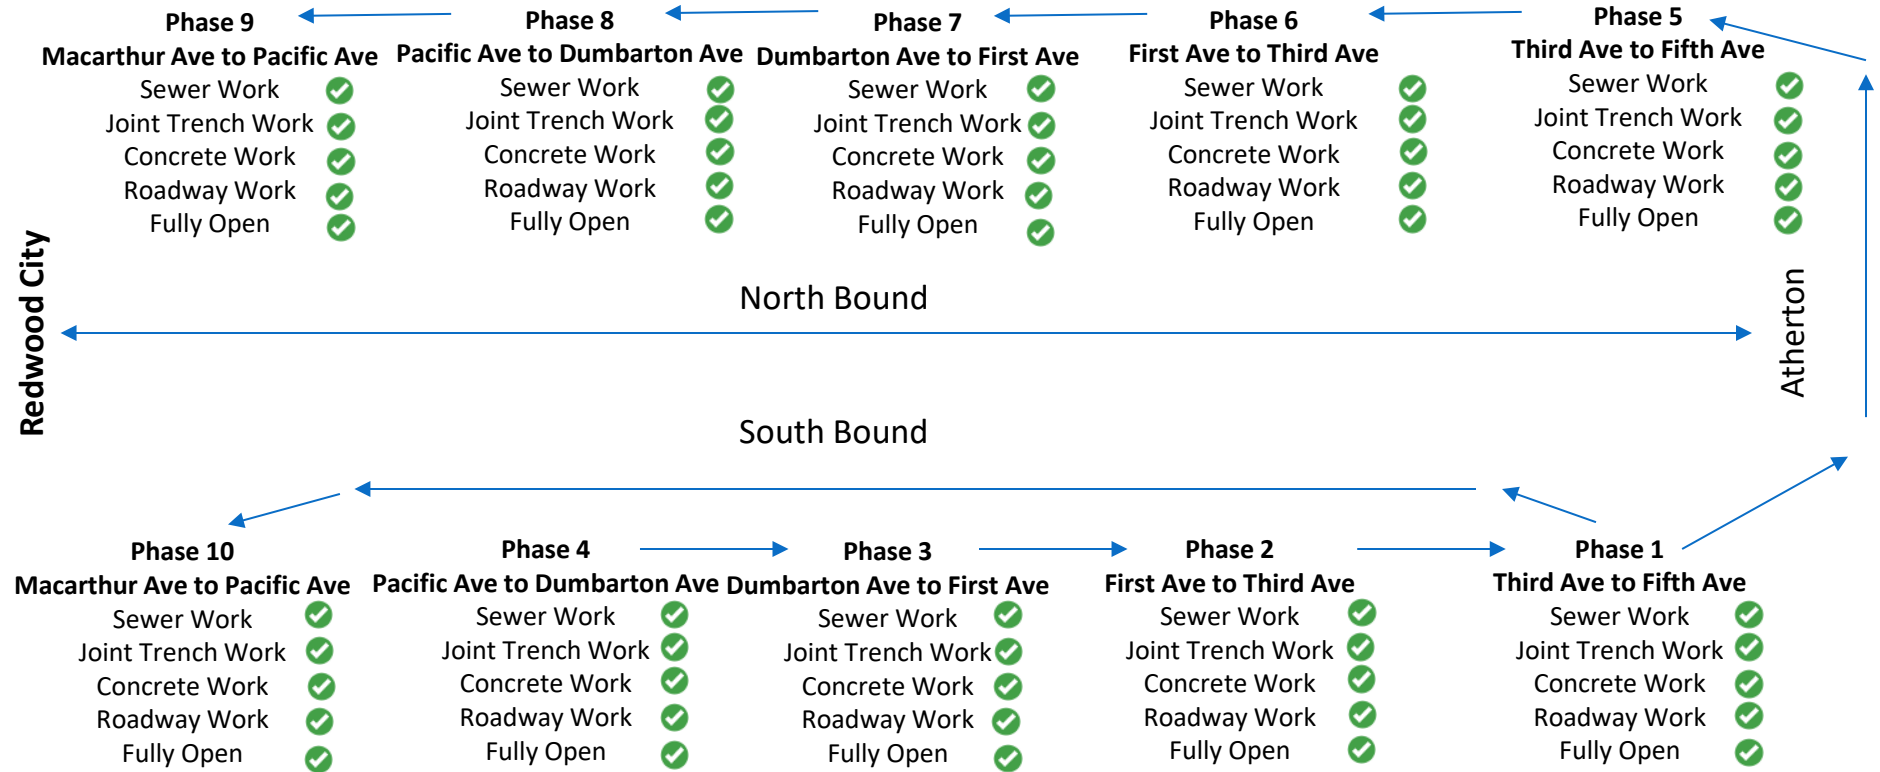 Phase 9
Macarthur Ave to Pacific Ave
Sewer Work
Joint Trench Work
Concrete Work
Roadway Work
Fully Open
Phase 8
Pacific Ave to Dumbarton Ave
Sewer Work
Joint Trench Work
Concrete Work
Roadway Work
Fully Open
Phase 7
Dumbarton Ave to First Ave
Sewer Work
Joint Trench Work
Concrete Work
Roadway Work
Fully Open
Phase 6
First Ave to Third Ave
Sewer Work
Joint Trench Work
Concrete Work
Roadway Work
Fully Open
Phase 5
Third Ave to Fifth Ave
Sewer Work
Joint Trench Work
Concrete Work
Roadway Work
Fully Open
Redwood City
North Bound
South Bound
Atherton
Phase 10
Macarthur Ave to Pacific Ave
Sewer Work
Joint Trench Work
Concrete Work
Roadway Work
Fully Open
Phase 4
Pacific Ave to Dumbarton Ave
Sewer Work
Joint Trench Work
Concrete Work
Roadway Work
Fully Open
Phase 3
Dumbarton Ave to First Ave
Sewer Work
Joint Trench Work
Concrete Work
Roadway Work
Fully Open
Phase 2
First Ave to Third Ave
Sewer Work
Joint Trench Work
Concrete Work
Roadway Work
Fully Open
Phase 1
Third Ave to Fifth Ave
Sewer Work
Joint Trench Work
Concrete Work
Roadway Work
Fully Open